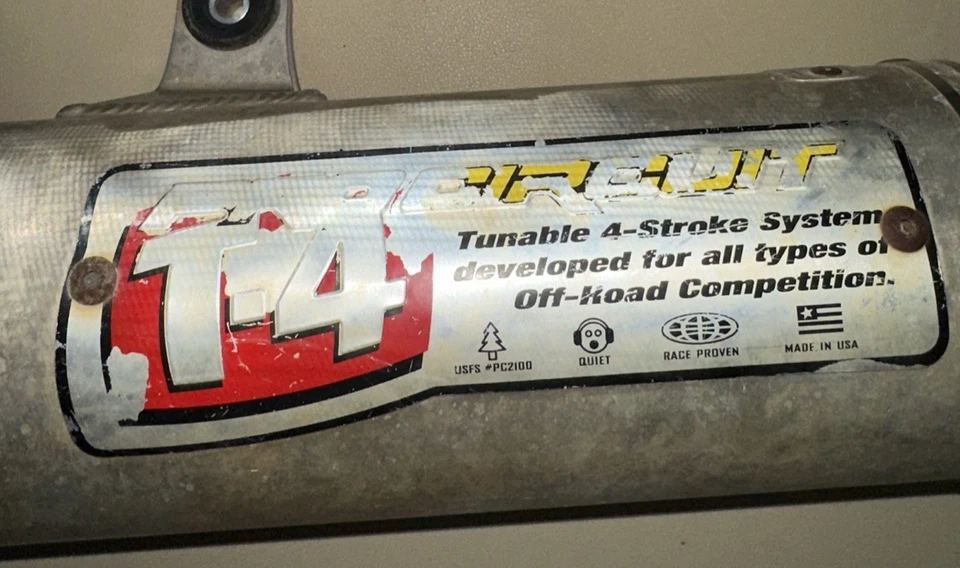 CIRCUIT
T-4
Tunable 4-Stroke System
developed for all types of
Off-Road Competition.
USFS #PC2100
QUIET
RACE PROVEN
MADE IN USA